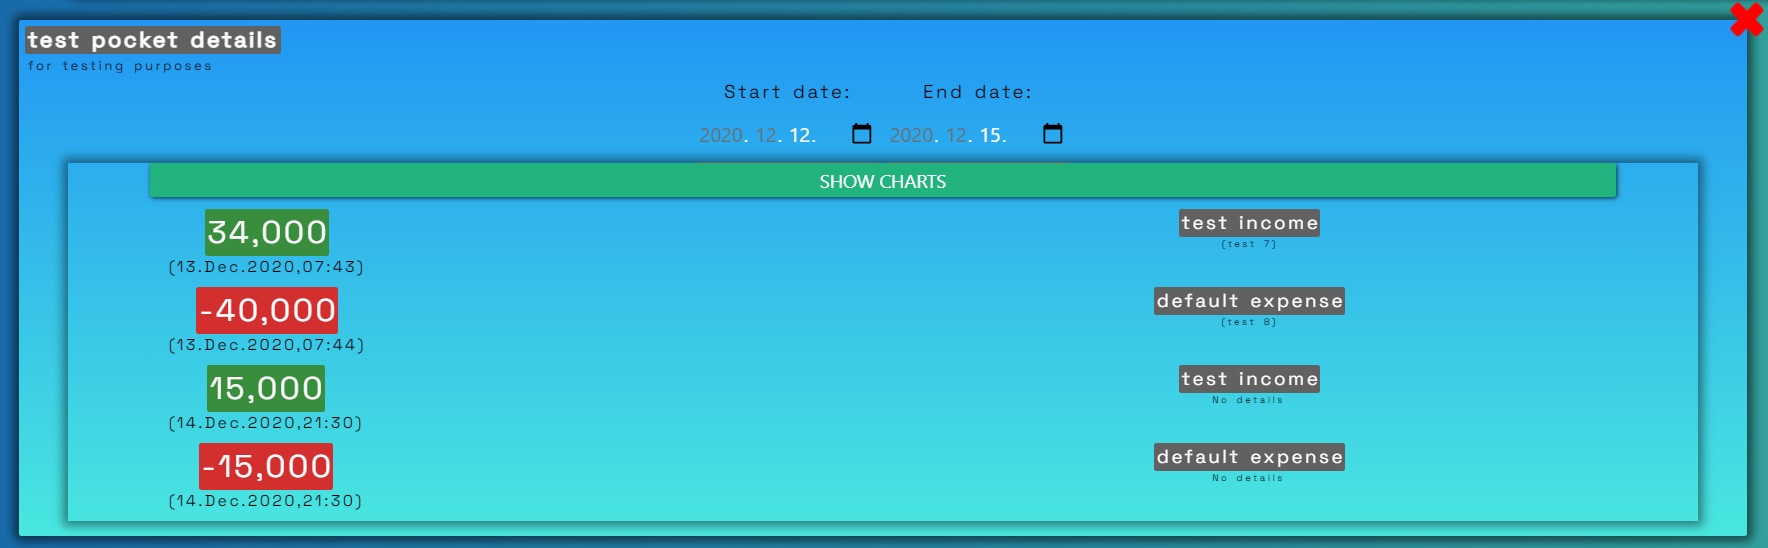 test pocket details
for testing purposes
Start date: End date:
2020. 12. 12. 2020. 12. 15.
SHOW CHARTS
34,000 test income
(13.Dec.2020,07:43) (test 7)
-40,000 default expense
(13.Dec.2020,07:44) (test 8)
15,000 test income
(14.Dec.2020,21:30) No details
-15,000 default expense
(14.Dec.2020,21:30) No details